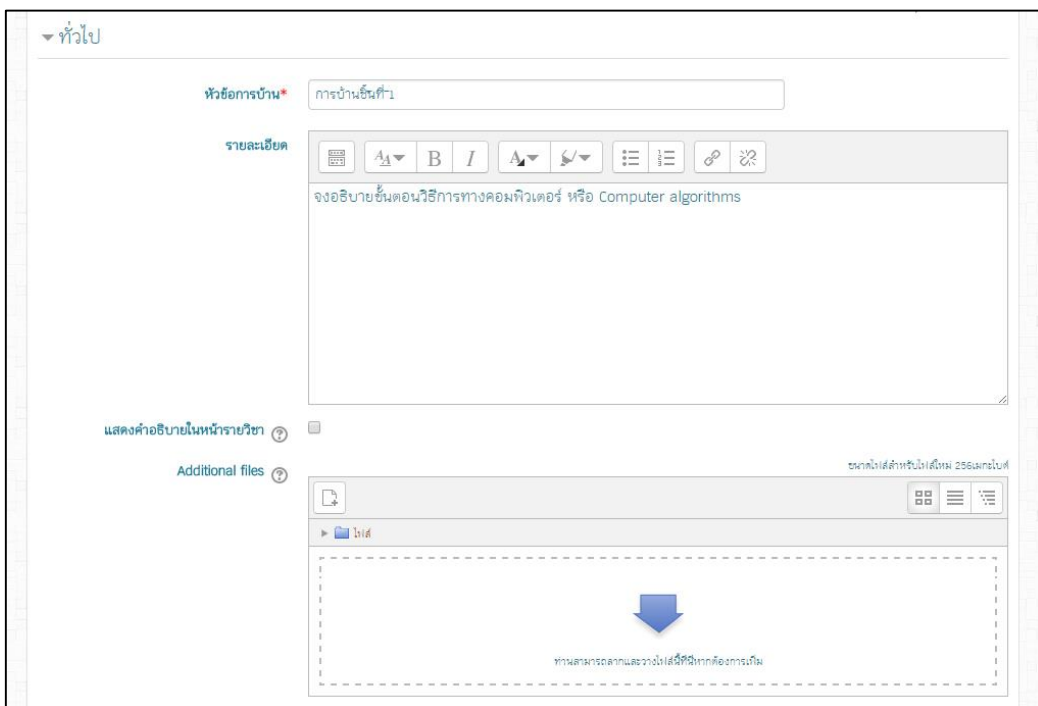 ทั่วไป
หัวข้อการบ้าน*
การบ้านชิ้นที่ 1
รายละเอียด
จงอธิบายขั้นตอนวิธีการทางคอมพิวเตอร์ หรือ Computer algorithms
แสดงคำอธิบายในหน้ารายวิชา
Additional files
ขนาดไฟล์สำหรับไฟล์ใหม่ 256เมกะไบต์
ไฟล์
ท่านสามารถลากและวางไฟล์นี้ที่นี่หากต้องการเพิ่ม